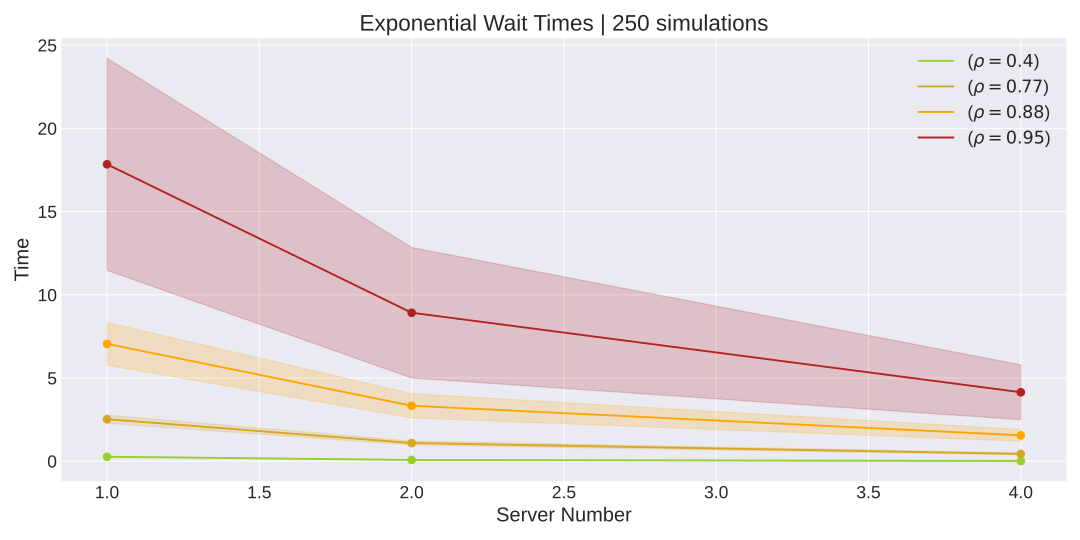 Exponential Wait Times | 250 simulations
25
20
15
10
5
0
Time
1.0 1.5 2.0 2.5 3.0 3.5 4.0
Server Number
(ρ = 0.4)
(ρ = 0.77)
(ρ = 0.88)
(ρ = 0.95)